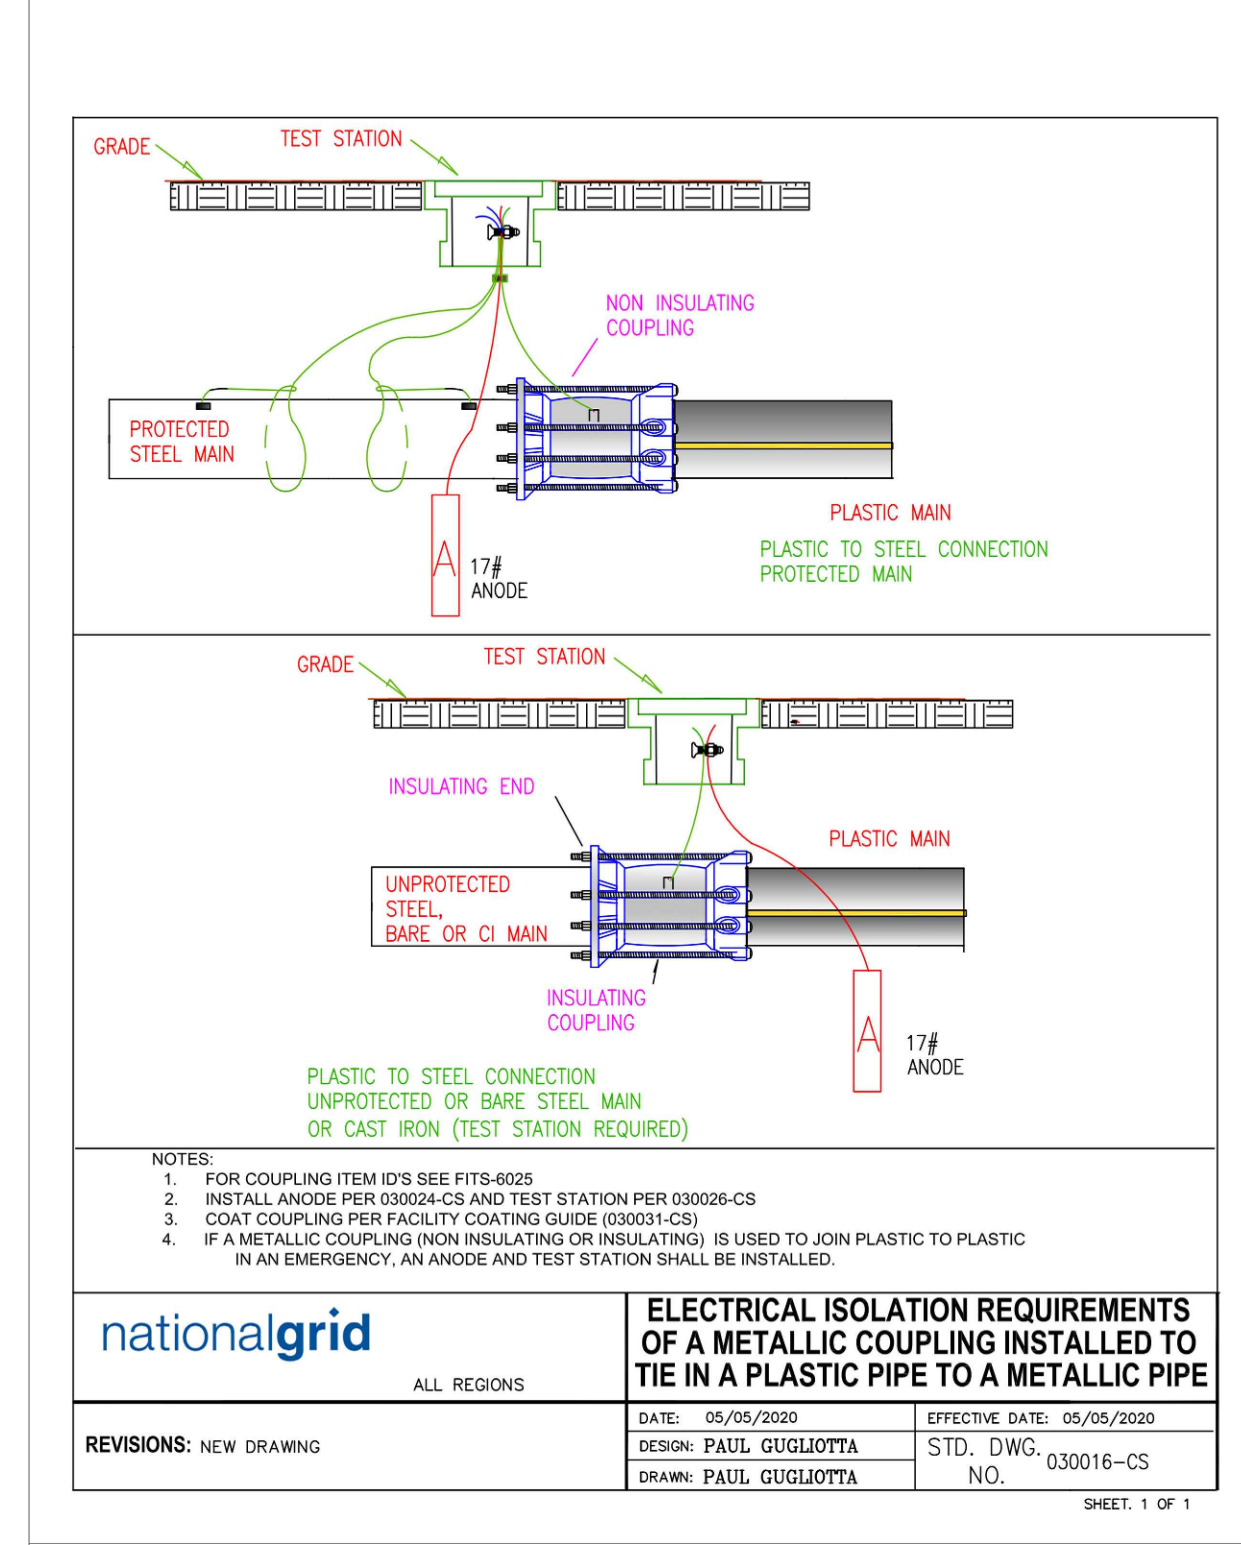 GRADE
TEST STATION
NON INSULATING
COUPLING
PROTECTED
STEEL MAIN
PLASTIC MAIN
PLASTIC TO STEEL CONNECTION
PROTECTED MAIN
A
17#
ANODE
GRADE
TEST STATION
INSULATING END
PLASTIC MAIN
UNPROTECTED
STEEL,
BARE OR CI MAIN
INSULATING
COUPLING
A
17#
ANODE
PLASTIC TO STEEL CONNECTION
UNPROTECTED OR BARE STEEL MAIN
OR CAST IRON (TEST STATION REQUIRED)
NOTES:
1. FOR COUPLING ITEM ID'S SEE FITS-6025
2. INSTALL ANODE PER 030024-CS AND TEST STATION PER 030026-CS
3. COAT COUPLING PER FACILITY COATING GUIDE (030031-CS)
4. IF A METALLIC COUPLING (NON INSULATING OR INSULATING) IS USED TO JOIN PLASTIC TO PLASTIC
IN AN EMERGENCY, AN ANODE AND TEST STATION SHALL BE INSTALLED.
nationalgrid
ALL REGIONS
ELECTRICAL ISOLATION REQUIREMENTS
OF A METALLIC COUPLING INSTALLED TO
TIE IN A PLASTIC PIPE TO A METALLIC PIPE
REVISIONS: NEW DRAWING
DATE: 05/05/2020
EFFECTIVE DATE: 05/05/2020
DESIGN: PAUL GUGLIOTTA
DRAWN: PAUL GUGLIOTTA
STD. DWG.
NO. 030016-CS
SHEET. 1 OF 1